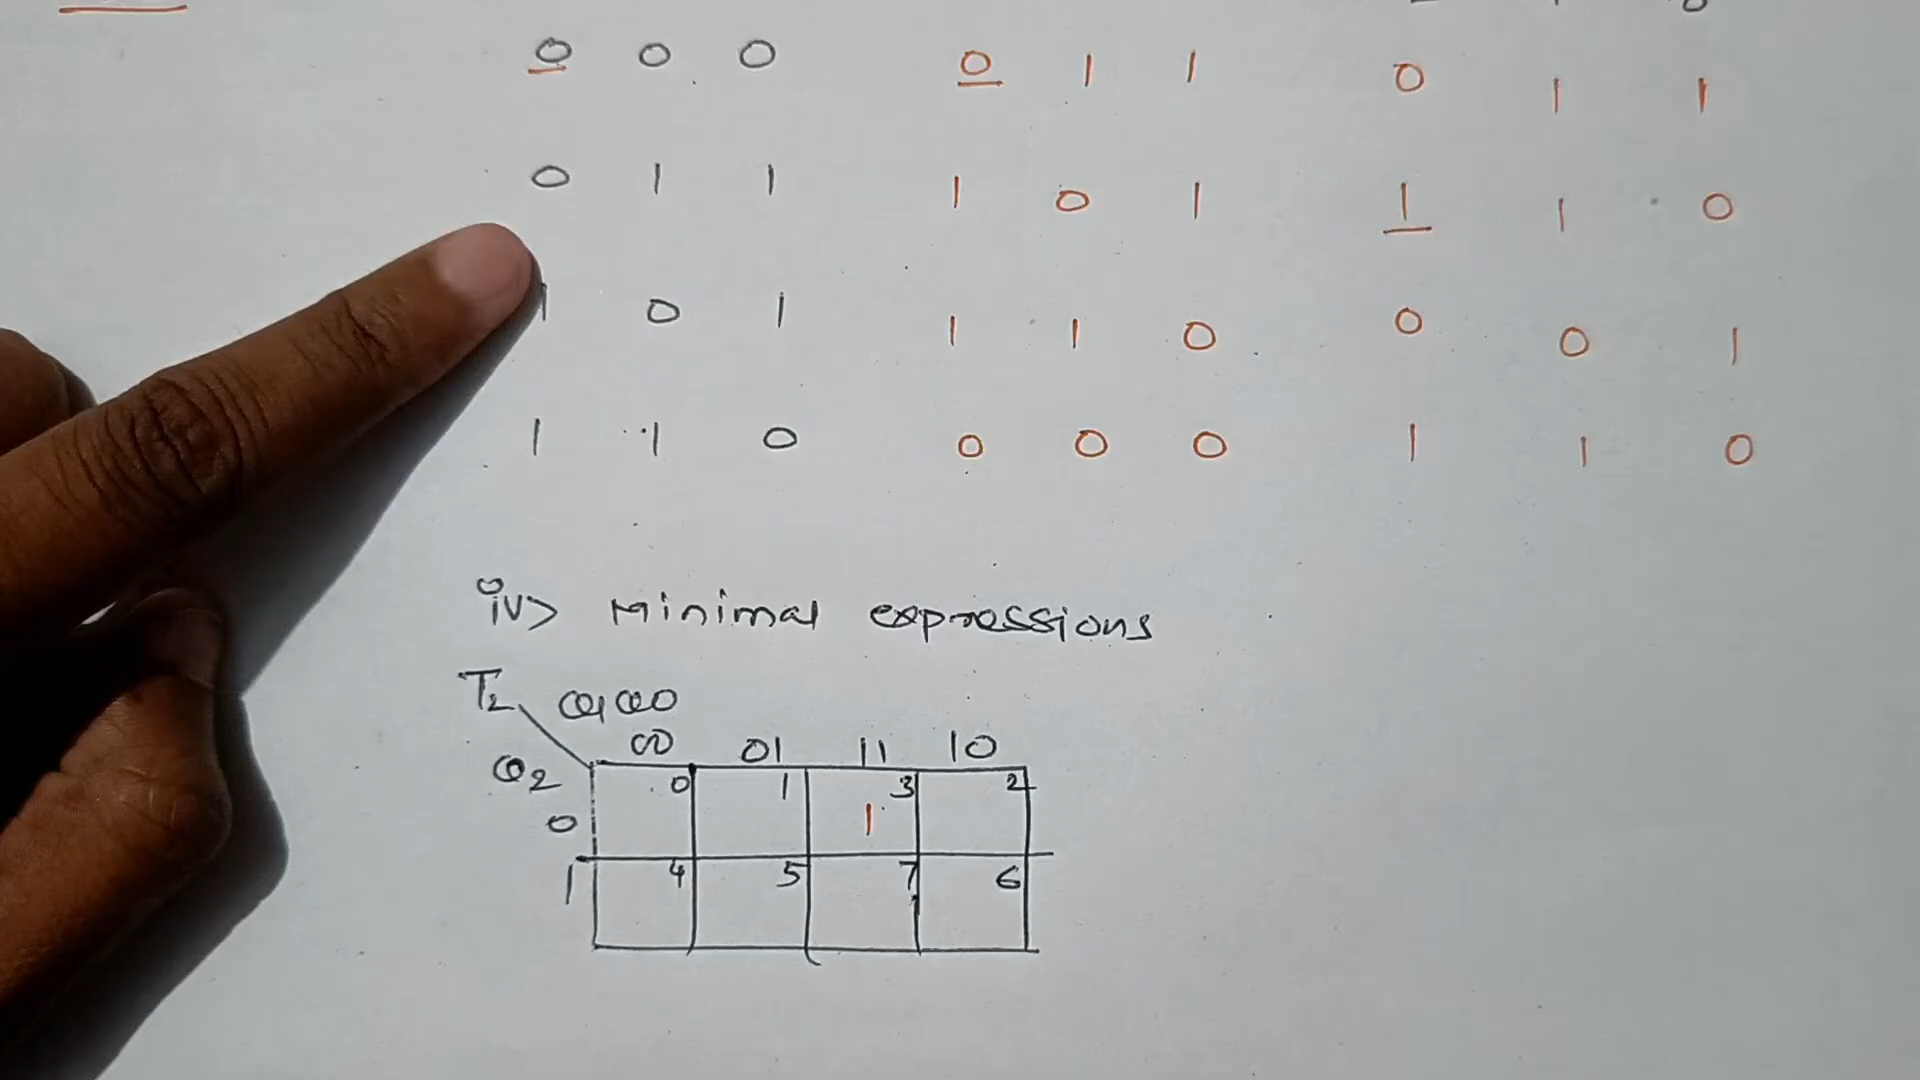 0 0 0 0 1 1 0 1 1
0 1 1 1 0 1 1 1 0
1 0 1 1 1 0 0 0 1
1 1 0 0 0 0 1 1 0
iv> Minimal expressions
T2 Q1Q0
00 01 11 10
Q2
0 1 3 2
0 1
1 4 5 7 6